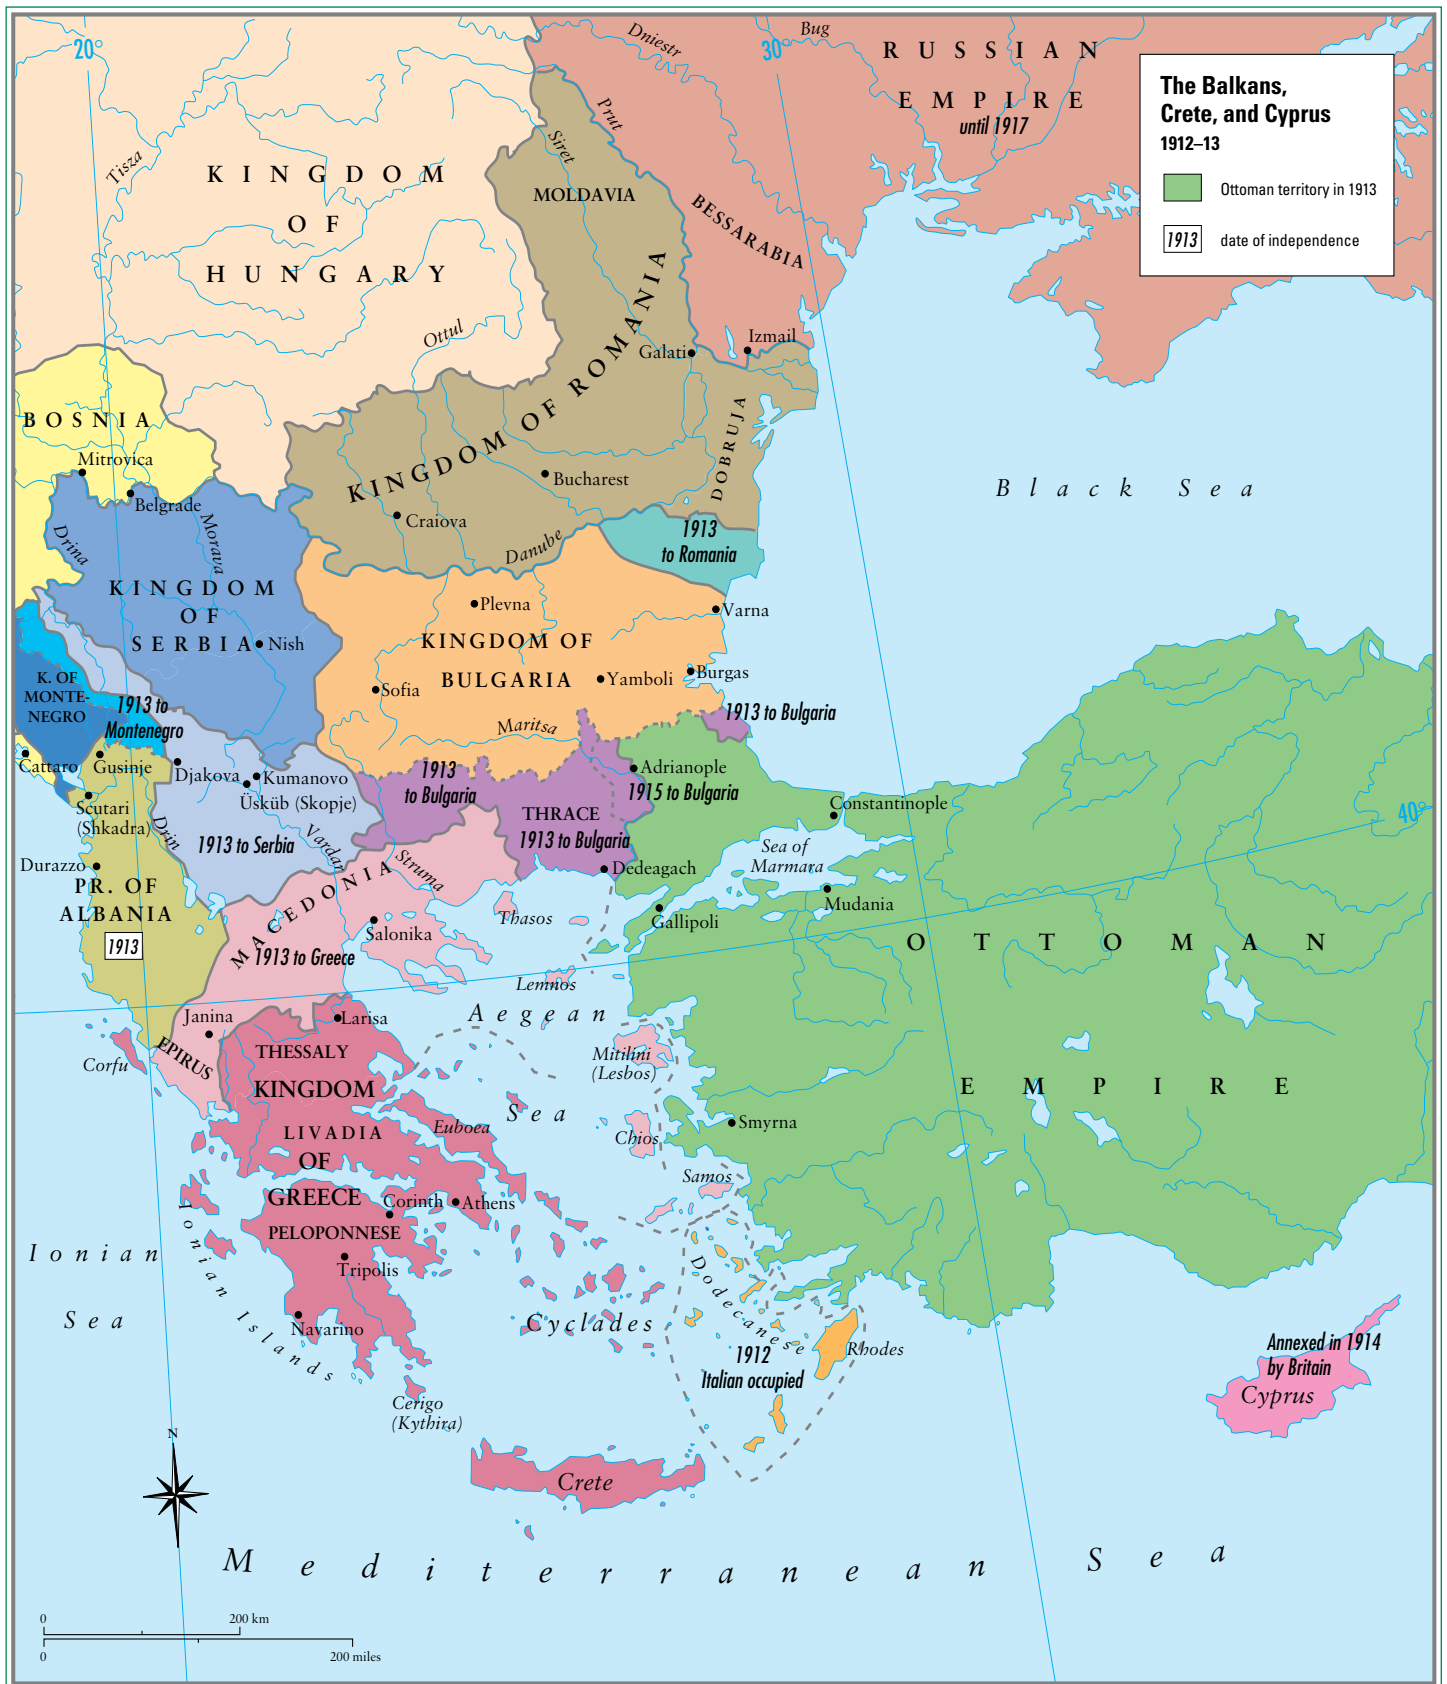 20°
30°
Bug
Dniestr
RUSSIAN
EMPIRE
until 1917
The Balkans,
Crete, and Cyprus
1912–13
Ottoman territory in 1913
1913
date of independence
Tisza
Prut
Siret
KINGDOM
OF
HUNGARY
MOLDAVIA
BESSARABIA
Ottul
KINGDOM OF ROMANIA
Galati
Izmail
DOBRUJA
BOSNIA
Mitrovica
Belgrade
Bucharest
Craiova
Black Sea
Drina
Morava
Danube
1913
to Romania
KINGDOM
OF
SERBIA
Nish
Plevna
Varna
KINGDOM OF
BULGARIA
Yamboli
Burgas
Sofia
K. OF
MONTE-
NEGRO
1913 to
Montenegro
Maritsa
1913 to Bulgaria
Cattaro
Gusinje
Djakova
Kumanovo
Üsküb (Skopje)
1913
to Bulgaria
Adrianople
1915 to Bulgaria
THRACE
1913 to Bulgaria
Constantinople
40°
Scutari
(Shkadra)
Drin
1913 to Serbia
Vardar
Struma
Sea of
Marmara
Durazzo
Dedeagach
PR. OF
ALBANIA
1913
MACEDONIA
1913 to Greece
Salonika
Thasos
Gallipoli
Mudania
OTTOMAN
EMPIRE
Lemnos
Aegean
Sea
Janina
Larisa
EPIRUS
Corfu
THESSALY
KINGDOM
LIVADIA
OF
GREECE
Mitilini
(Lesbos)
Euboea
Chios
Smyrna
Samos
Corinth
Athens
PELOPONNESE
Tripolis
Navarino
Ionian Islands
Ionian
Sea
Cyclades
Dodecanese
1912
Italian occupied
Rhodes
Annexed in 1914
by Britain
Cyprus
Cerigo
(Kythira)
Crete
N
Mediterranean Sea
0 200 km
0 200 miles